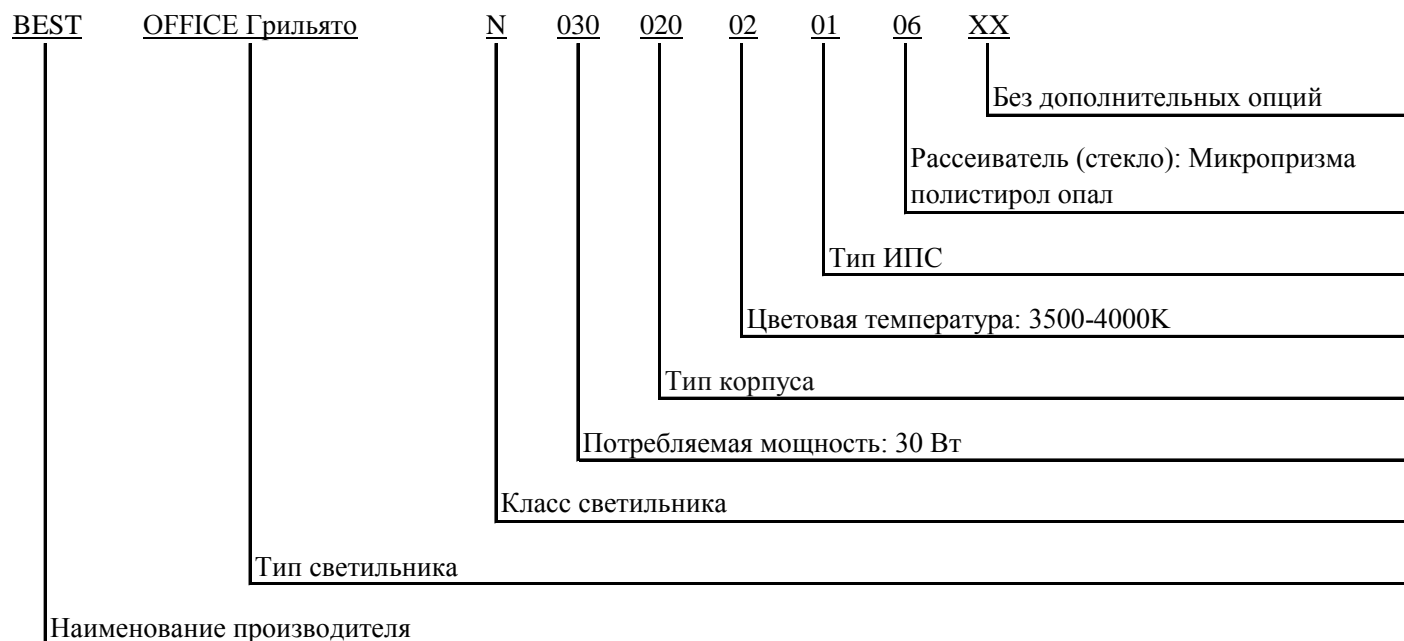 BEST OFFICE Грильято N 030 020 02 01 06 XX
Без дополнительных опций
Рассеиватель (стекло): Микропризма
полистирол опал
Тип ИПС
Цветовая температура: 3500-4000K
Тип корпуса
Потребляемая мощность: 30 Вт
Класс светильника
Тип светильника
Наименование производителя